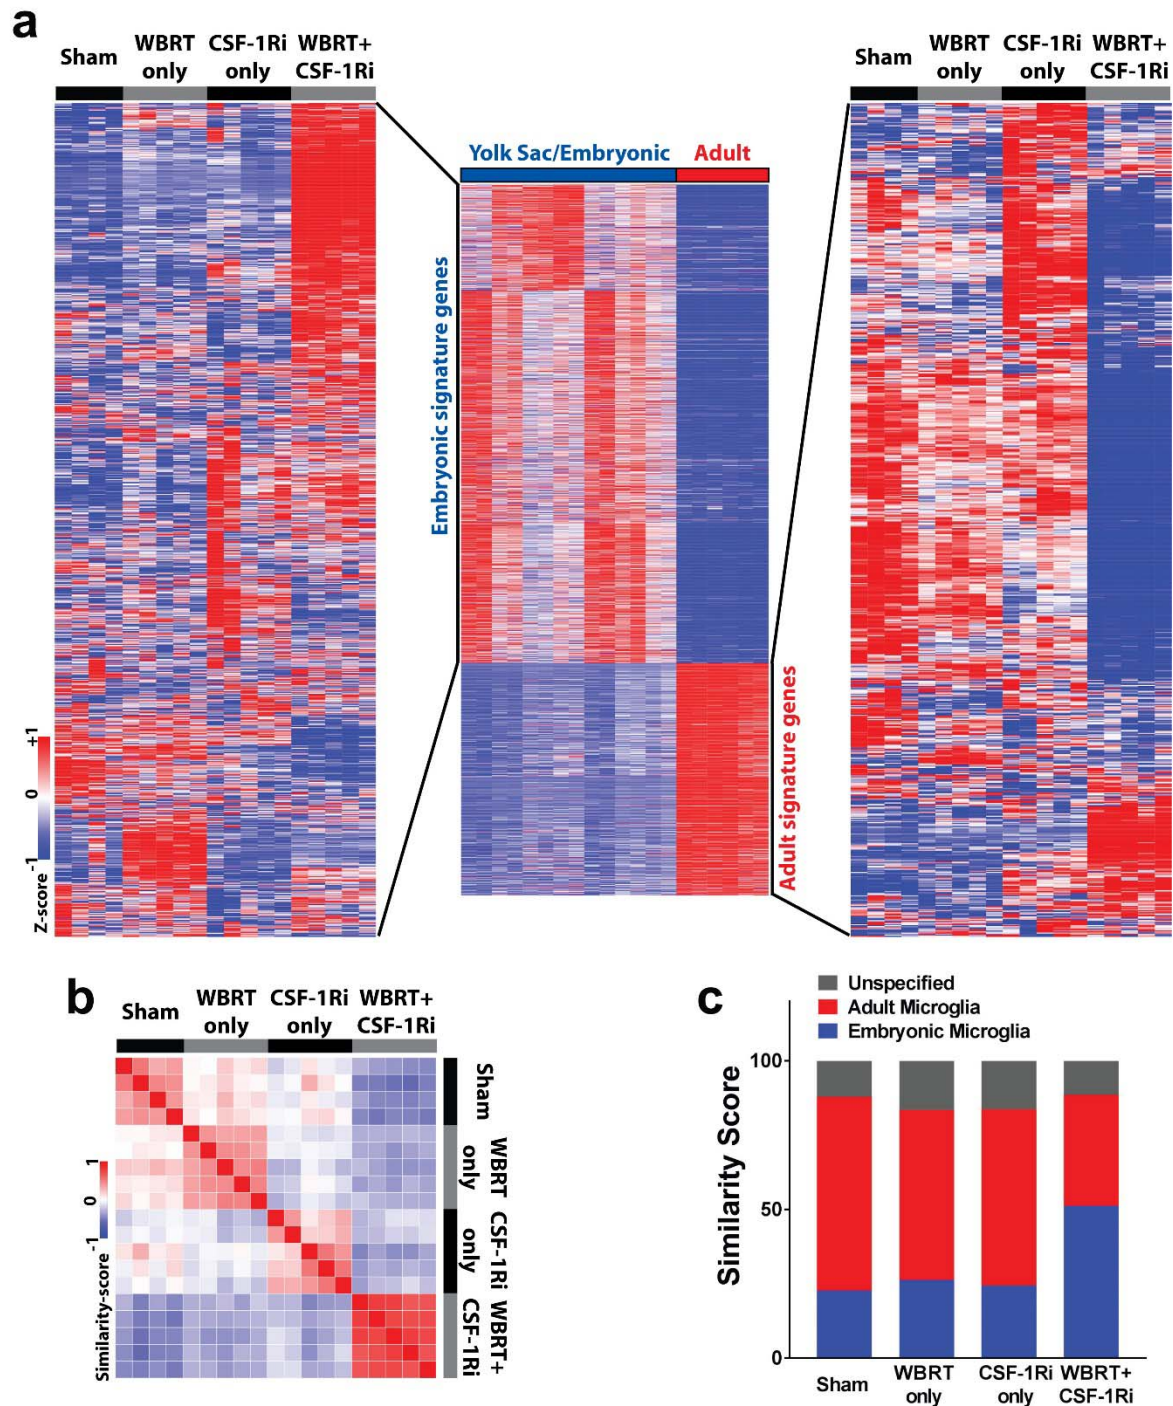 a
Sham
WBRT
only
CSF-1Ri
only
WBRT+
CSF-1Ri
Yolk Sac/Embryonic
Adult
Sham
WBRT
only
CSF-1Ri
only
WBRT+
CSF-1Ri
Embryonic signature genes
Adult signature genes
Z-score
-1
0
+1
b
Sham
WBRT
only
CSF-1Ri
only
WBRT+
CSF-1Ri
Sham
WBRT
only
CSF-1Ri
only
WBRT+
CSF-1Ri
Similarity-score
-1
0
1
c
Unspecified
Adult Microglia
Embryonic Microglia
Similarity Score
100
50
0
Sham
WBRT
only
CSF-1Ri
only
WBRT+
CSF-1Ri